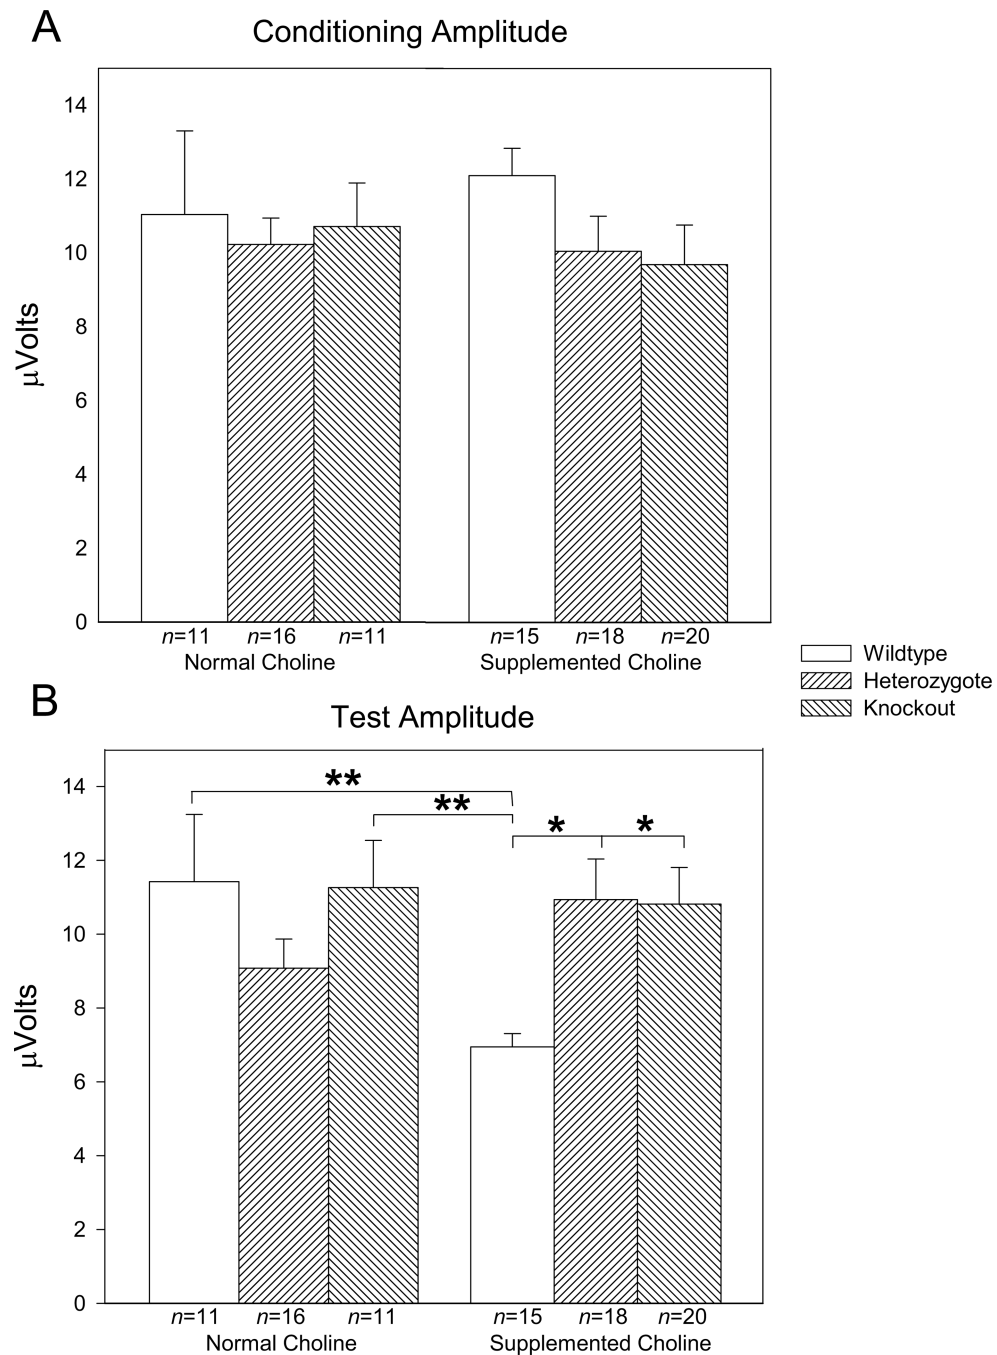 A
Conditioning Amplitude
14
12
10
8
6
4
2
0
µVolts
n=11 n=16 n=11 n=15 n=18 n=20
Normal Choline Supplemented Choline
Wildtype
Heterozygote
Knockout
B
Test Amplitude
**
**
* *
14
12
10
8
6
4
2
0
µVolts
n=11 n=16 n=11 n=15 n=18 n=20
Normal Choline Supplemented Choline